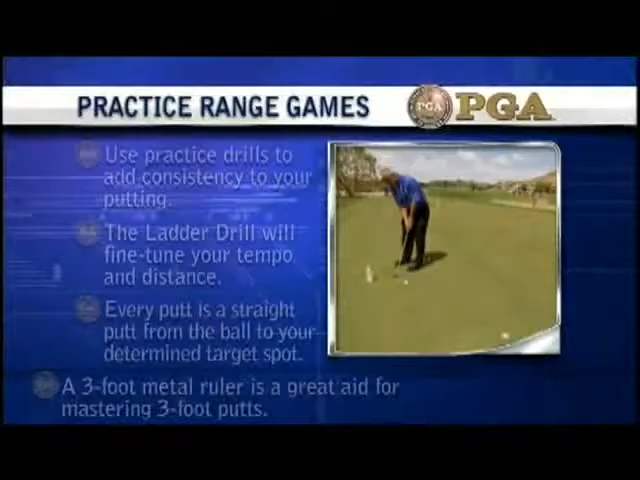 PRACTICE RANGE GAMES
PGA
PGA
Use practice drills to
add consistency to your
putting.
The Ladder Drill will
fine-tune your tempo
and distance.
Every putt is a straight
putt from the ball to your
determined target spot.
A 3-foot metal ruler is a great aid for
mastering 3-foot putts.